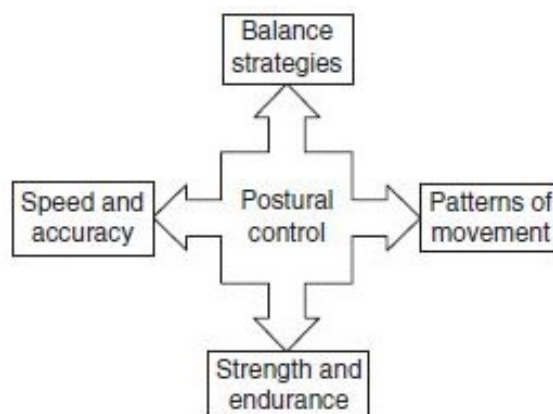 Balance
strategies
Speed and
accuracy
Postural
control
Patterns of
movement
Strength and
endurance